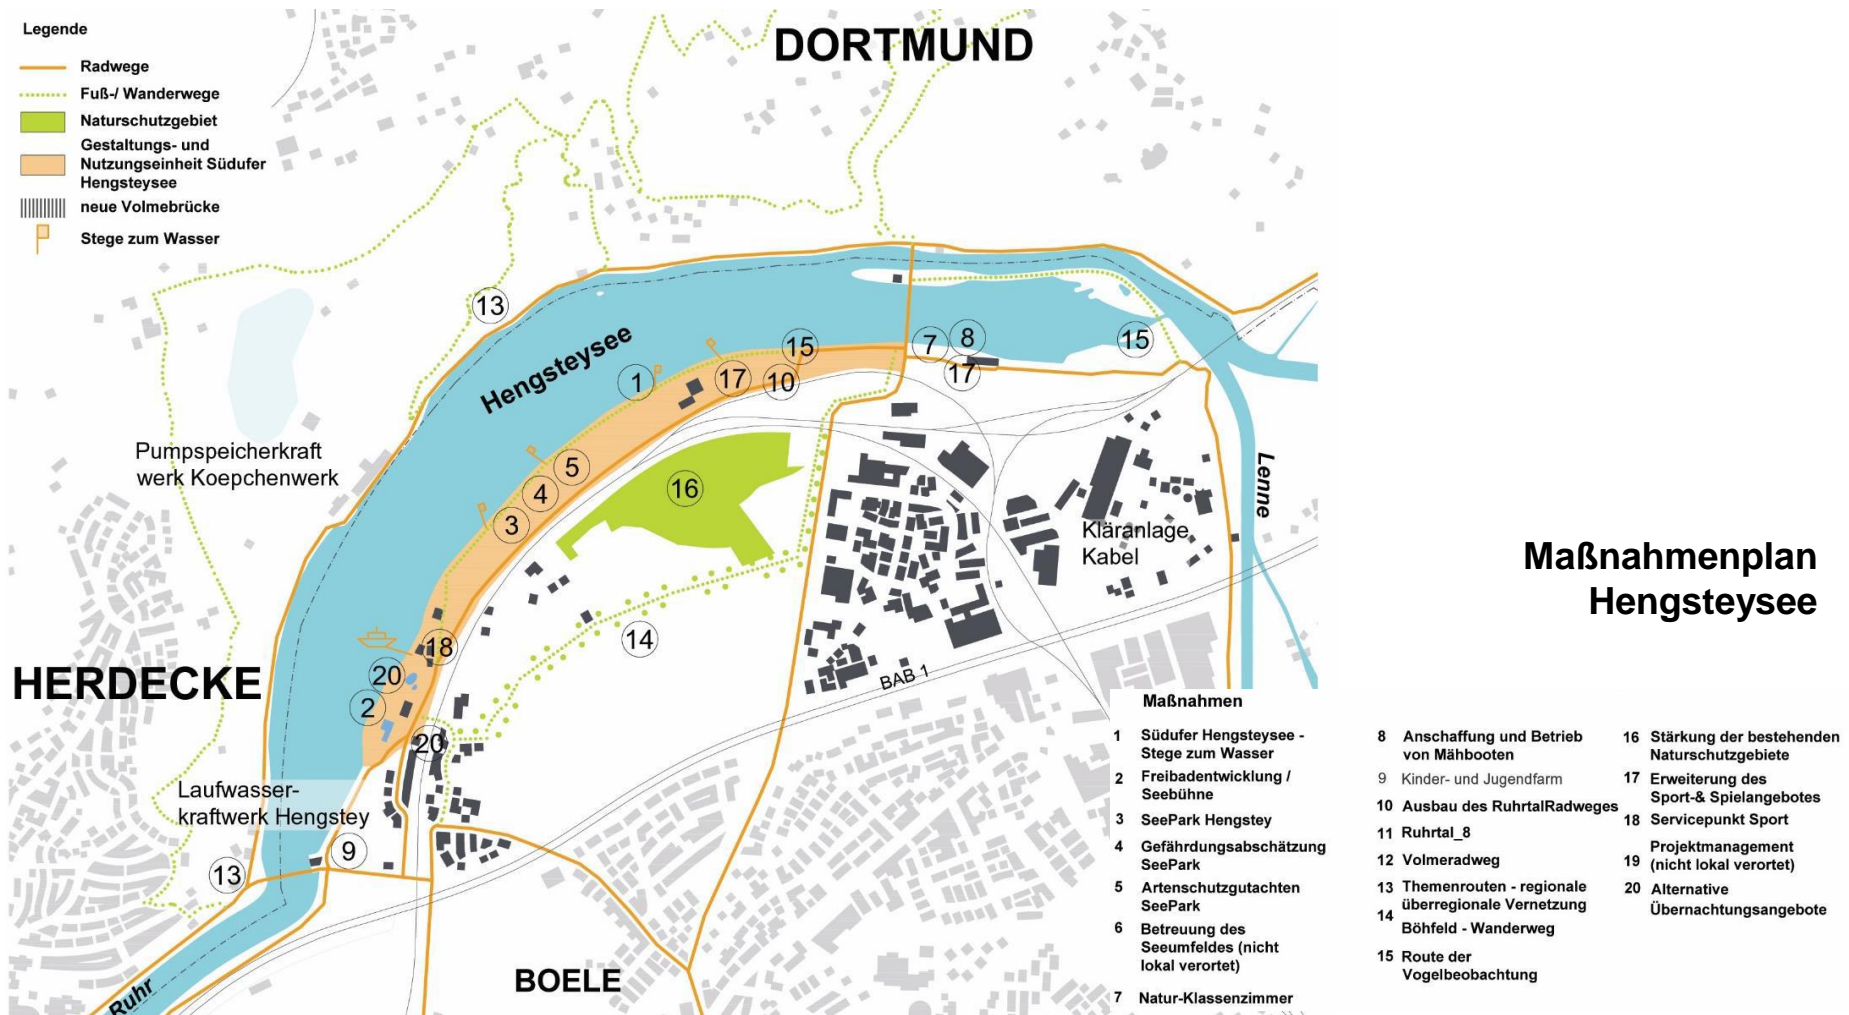 Legende
Radwege
Fuß-/ Wanderwege
Naturschutzgebiet
Gestaltungs- und
Nutzungseinheit Südufer
Hengsteysee
neue Volmebrücke
Stege zum Wasser
DORTMUND
13
Hengsteysee
15
7
8
15
1
17
10
17
Pumpspeicherkraft
werk Koepchenwerk
5
4
16
3
Lenne
Kläranlage
Kabel
Maßnahmenplan
Hengsteysee
14
18
HERDECKE
20
BAB 1
2
20
Laufwasser-
kraftwerk Hengstey
9
13
Ruhr
BOELE
Maßnahmen
1 Südufer Hengsteysee -
Stege zum Wasser
2 Freibadentwicklung /
Seebühne
3 SeePark Hengstey
4 Gefährdungsabschätzung
SeePark
5 Artenschutzgutachten
SeePark
6 Betreuung des
Seeumfeldes (nicht
lokal verortet)
7 Natur-Klassenzimmer
8 Anschaffung und Betrieb
von Mähbooten
9 Kinder- und Jugendfarm
10 Ausbau des RuhrtalRadweges
11 Ruhrtal_8
12 Volmeradweg
13 Themenrouten - regionale
überregionale Vernetzung
14 Böhfeld - Wanderweg
15 Route der
Vogelbeobachtung
16 Stärkung der bestehenden
Naturschutzgebiete
17 Erweiterung des
Sport-& Spielangebotes
18 Servicepunkt Sport
19 Projektmanagement
(nicht lokal verortet)
20 Alternative
Übernachtungsangebote